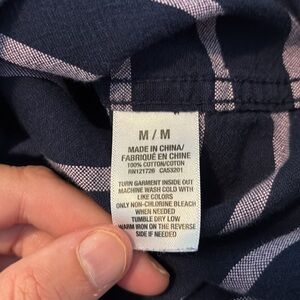 M / M
MADE IN CHINA/
FABRIQUÉ EN CHINE
100% COTTON/COTON
RN121726 CA53201
TURN GARMENT INSIDE OUT
MACHINE WASH COLD WITH
LIKE COLORS
ONLY NON-CHLORINE BLEACH
WHEN NEEDED
TUMBLE DRY LOW
WARM IRON ON THE REVERSE
SIDE IF NEEDED